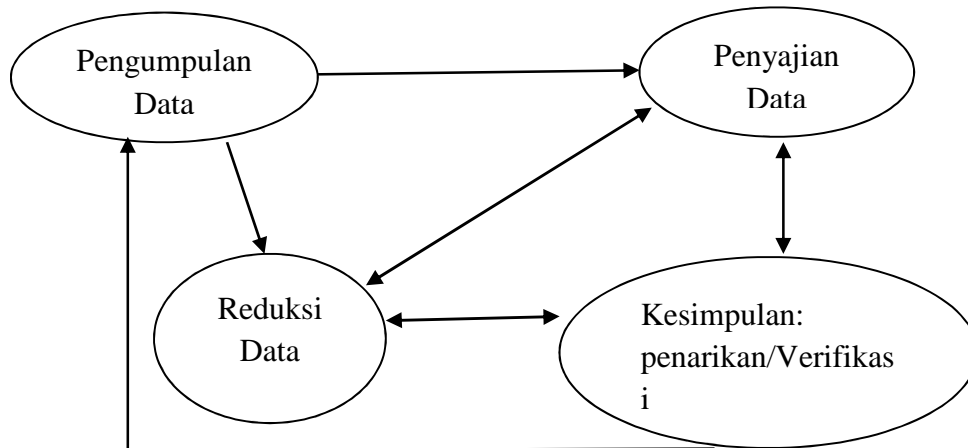 Pengumpulan
Data
Penyajian
Data
Reduksi
Data
Kesimpulan:
penarikan/Verifikas
i